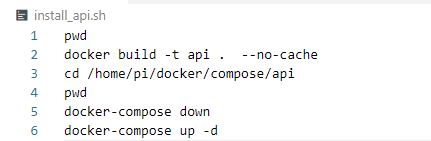 install_api.sh
1 pwd
2 docker build -t api .  --no-cache
3 cd /home/pi/docker/compose/api
4 pwd
5 docker-compose down
6 docker-compose up -d